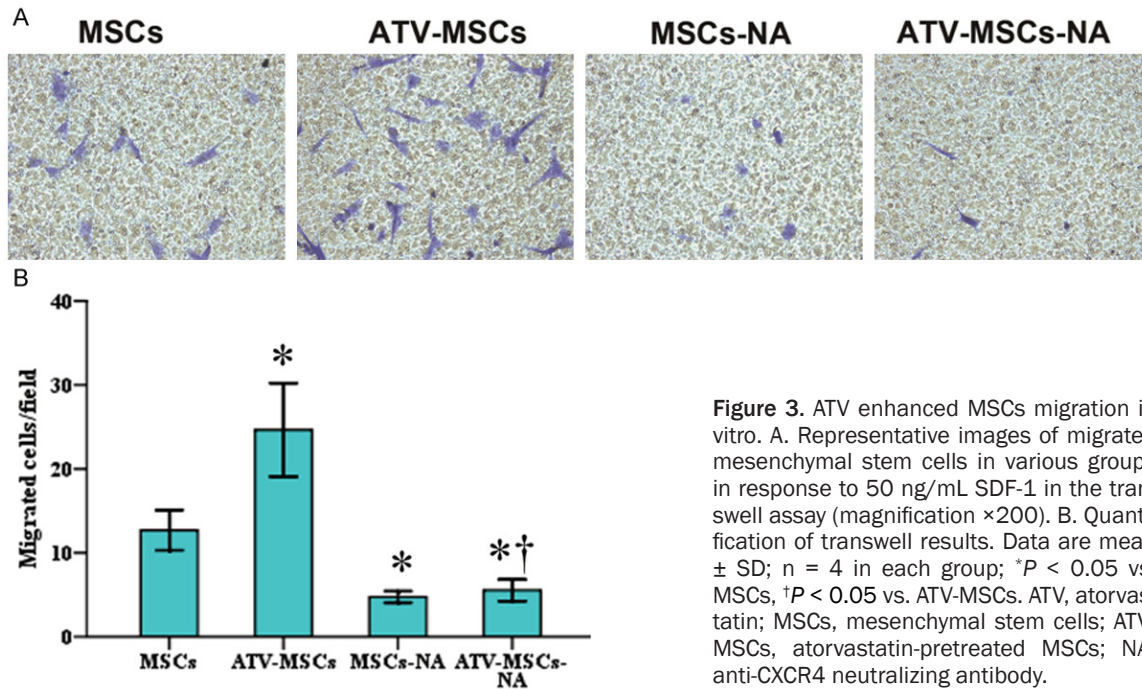 A
MSCs ATV-MSCs MSCs-NA ATV-MSCs-NA
B
Migrated cells/field
40
30
20
10
0
*
*
*†
MSCs ATV-MSCs MSCs-NA ATV-MSCs-
NA
Figure 3. ATV enhanced MSCs migration i
vitro. A. Representative images of migrate
mesenchymal stem cells in various group
in response to 50 ng/mL SDF-1 in the tran
swell assay (magnification ×200). B. Quant
fication of transwell results. Data are mea
± SD; n = 4 in each group; *P < 0.05 vs
MSCs, †P < 0.05 vs. ATV-MSCs. ATV, atorvas
tatin; MSCs, mesenchymal stem cells; ATV
MSCs, atorvastatin-pretreated MSCs; NA
anti-CXCR4 neutralizing antibody.